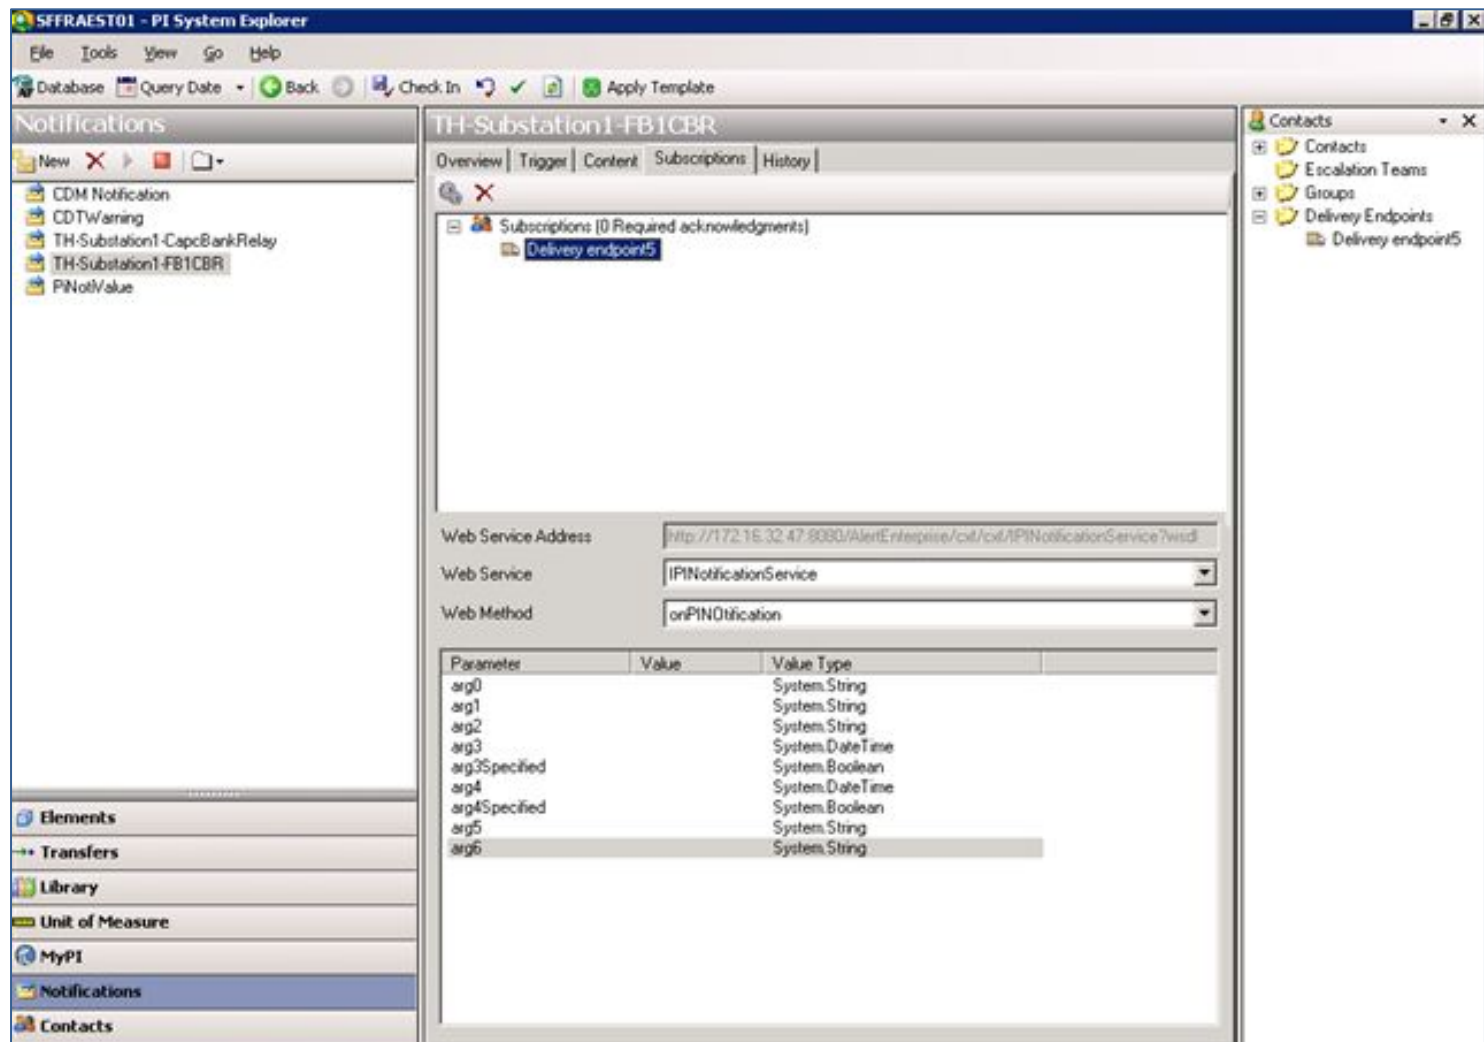 SFFRAEST01 - PI System Explorer
File Tools View Go Help
Database Query Date Back Check In Apply Template
Notifications
New
CDM Notification
CDTWarning
TH-Substation1-CapcBankRelay
TH-Substation1-FB1CBR
PiNotiValue
Elements
Transfers
Library
Unit of Measure
MyPI
Notifications
Contacts
TH-Substation1-FB1CBR
Overview Trigger Content Subscriptions History
Subscriptions (0 Required acknowledgments)
Delivery endpoint5
Web Service Address http://172.16.32.47:8080/AlertEnterprise/cxf/cxf/IPINotificationService?wsdl
Web Service IPINotificationService
Web Method onPINOtification
Parameter Value Value Type
arg0 System.String
arg1 System.String
arg2 System.String
arg3 System.DateTime
arg3Specified System.Boolean
arg4 System.DateTime
arg4Specified System.Boolean
arg5 System.String
arg6 System.String
Contacts
Contacts
Escalation Teams
Groups
Delivery Endpoints
Delivery endpoint5